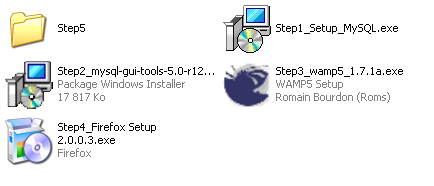 Step5
Step1_Setup_MySQL.exe
Step2_mysql-gui-tools-5.0-r12...
Package Windows Installer
17 817 Ko
Step3_wamp5_1.7.1a.exe
WAMP5 Setup
Romain Bourdon (Roms)
Step4_Firefox Setup
2.0.0.3.exe
Firefox